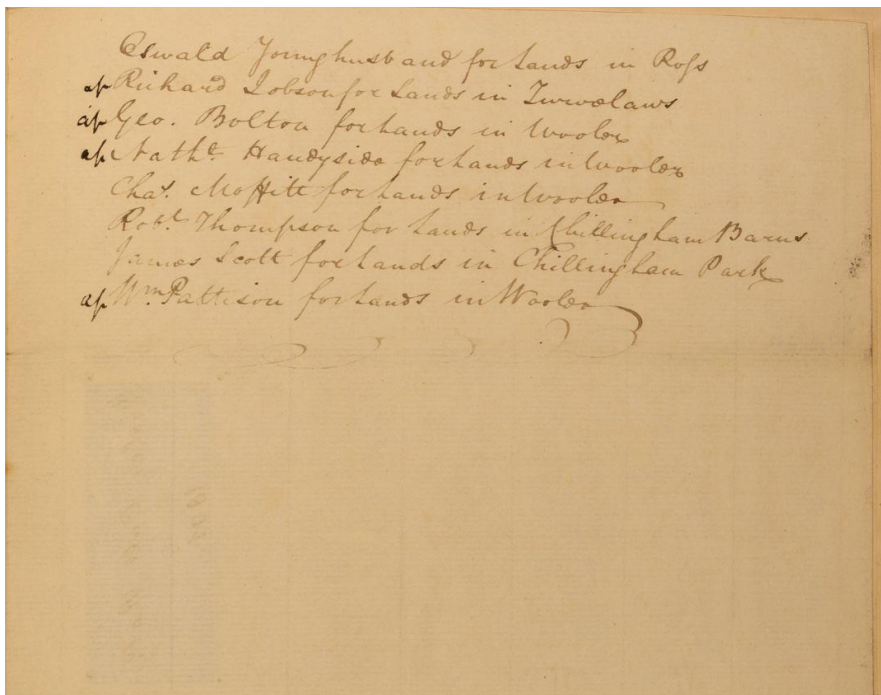 Oswald Younghusband for Lands in Ross
ap Richard Jobson for Lands in Turvelaws
ap Geo. Bolton for Lands in Wooler
ap Nathl. Handyside for Lands in Wooler
Chas. Moffitt for Lands in Wooler
Robt. Thompson for Lands in Chillingham Barns
James Scott for Lands in Chillingham Park
ap Wm. Pattison for Lands in Wooler